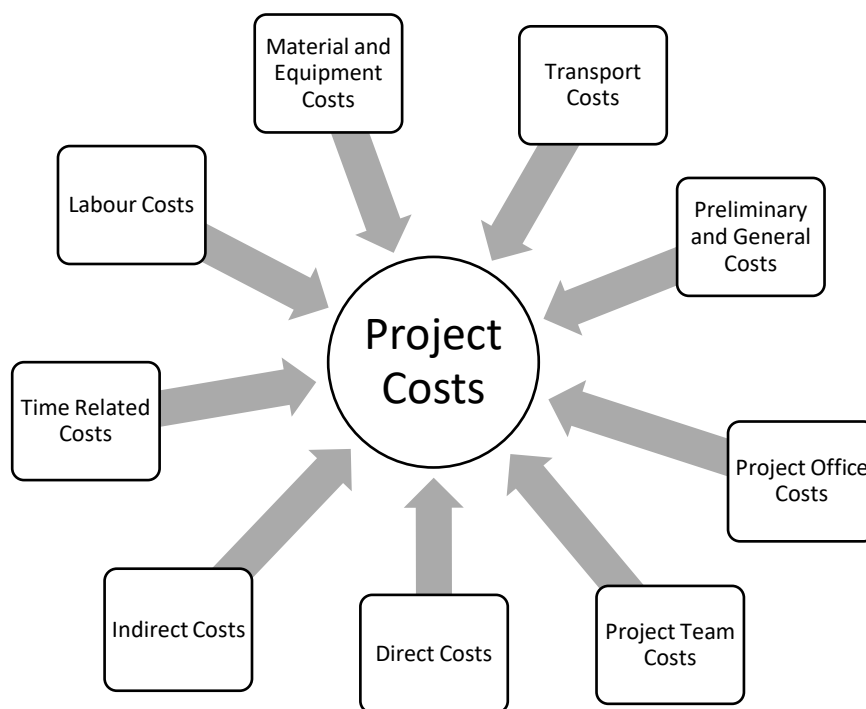 Material and
Equipment
Costs
Transport
Costs
Labour Costs
Preliminary
and General
Costs
Project
Costs
Time Related
Costs
Project Office
Costs
Indirect Costs
Direct Costs
Project Team
Costs